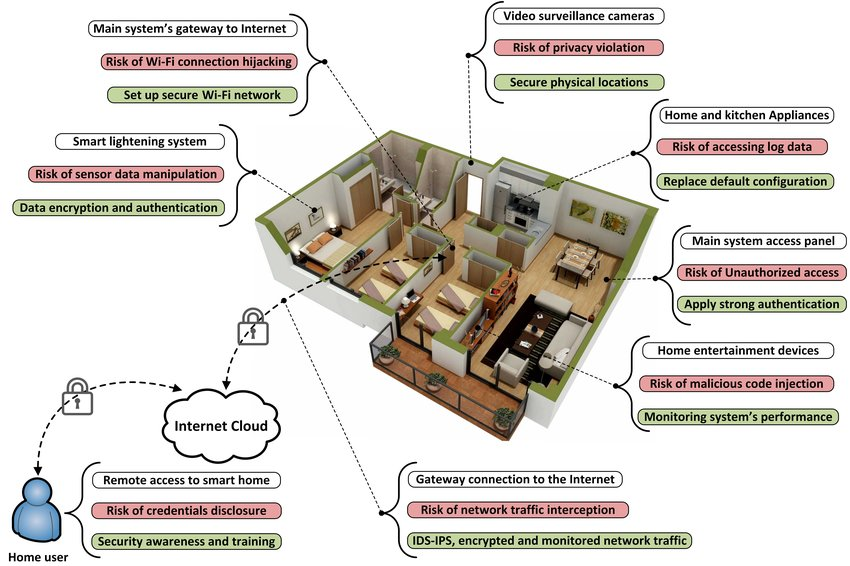 Main system's gateway to Internet
Risk of Wi-Fi connection hijacking
Set up secure Wi-Fi network
Video surveillance cameras
Risk of privacy violation
Secure physical locations
Smart lightening system
Risk of sensor data manipulation
Data encryption and authentication
Home and kitchen Appliances
Risk of accessing log data
Replace default configuration
Main system access panel
Risk of Unauthorized access
Apply strong authentication
Home entertainment devices
Risk of malicious code injection
Monitoring system's performance
Internet Cloud
Remote access to smart home
Risk of credentials disclosure
Security awareness and training
Home user
Gateway connection to the Internet
Risk of network traffic interception
IDS-IPS, encrypted and monitored network traffic